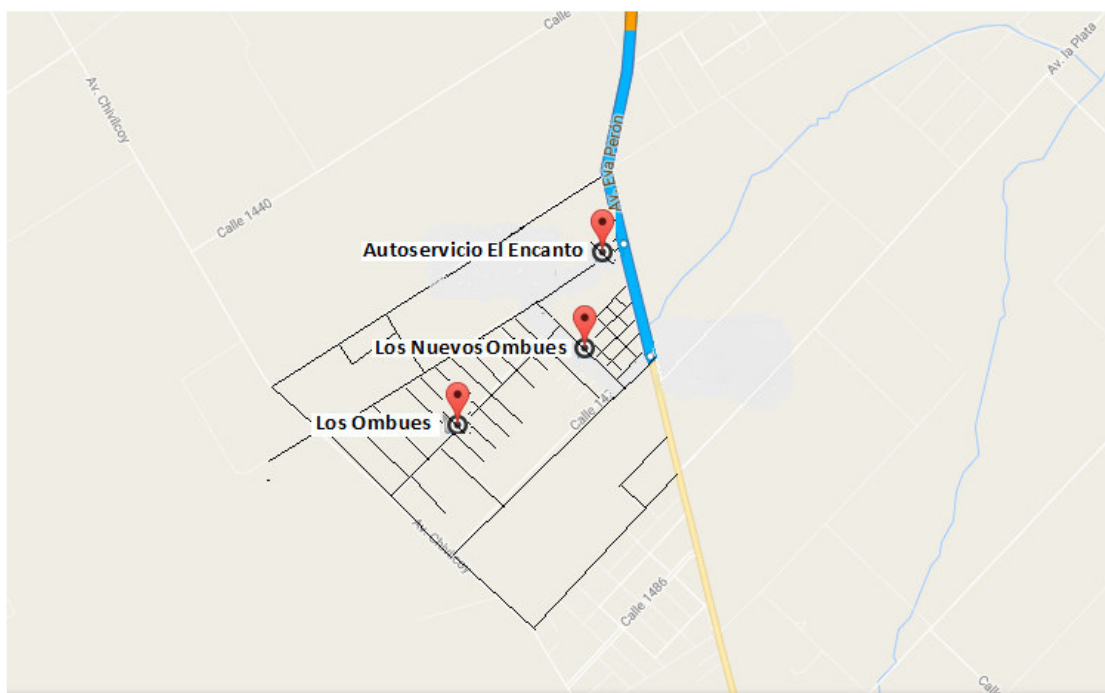 Calle
Av. la Plata
Av. Chivilcoy
Av. Eva Perón
Calle 1440
Autoservicio El Encanto
Los Nuevos Ombues
Los Ombues
Calle
Av. Chivilcoy
Calle 1486